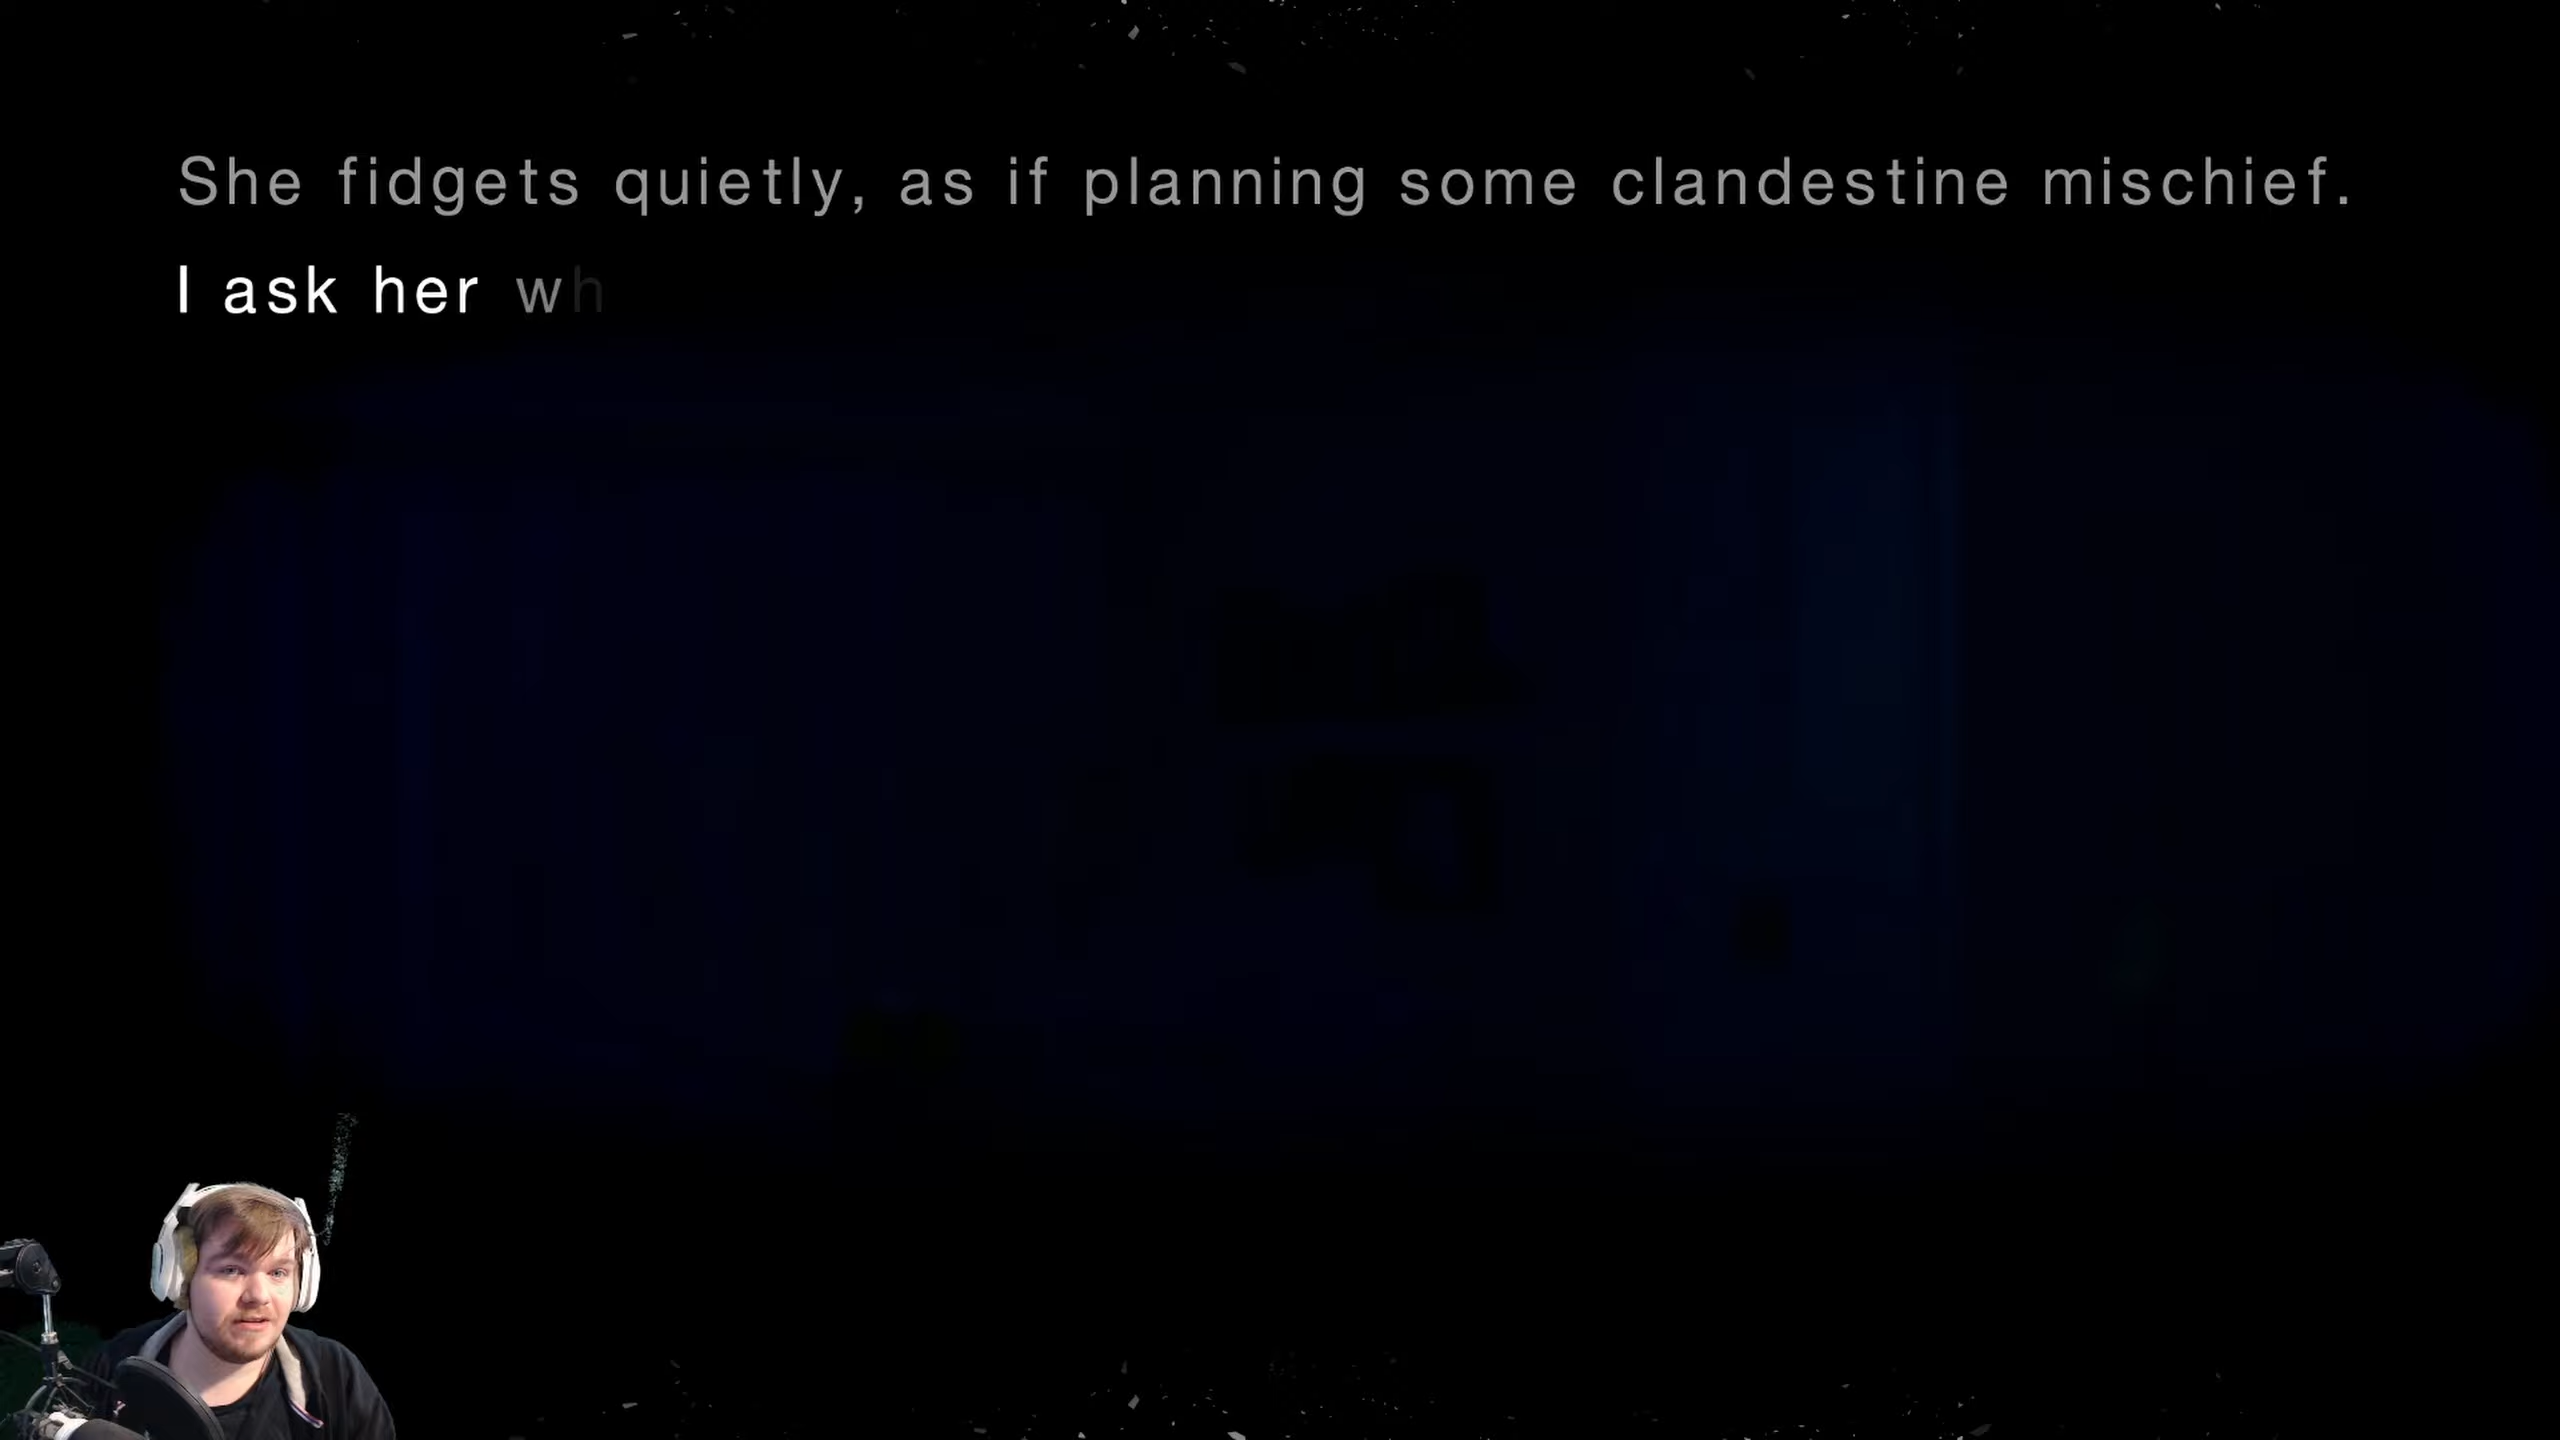 She fidgets quietly, as if planning some clandestine mischief.
I ask her wh